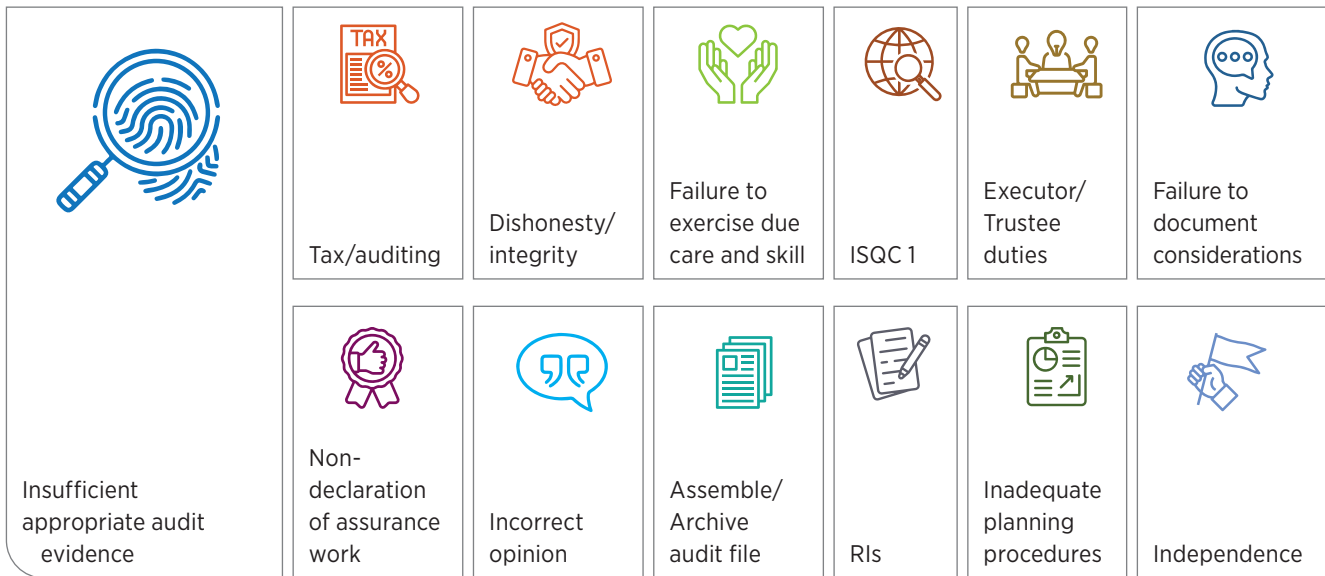 Insufficient
appropriate audit
evidence
TAX
%
Tax/auditing
Dishonesty/
integrity
Failure to
exercise due
care and skill
ISQC 1
Executor/
Trustee
duties
Failure to
document
considerations
Non-
declaration
of assurance
work
Incorrect
opinion
Assemble/
Archive
audit file
RIs
Inadequate
planning
procedures
Independence